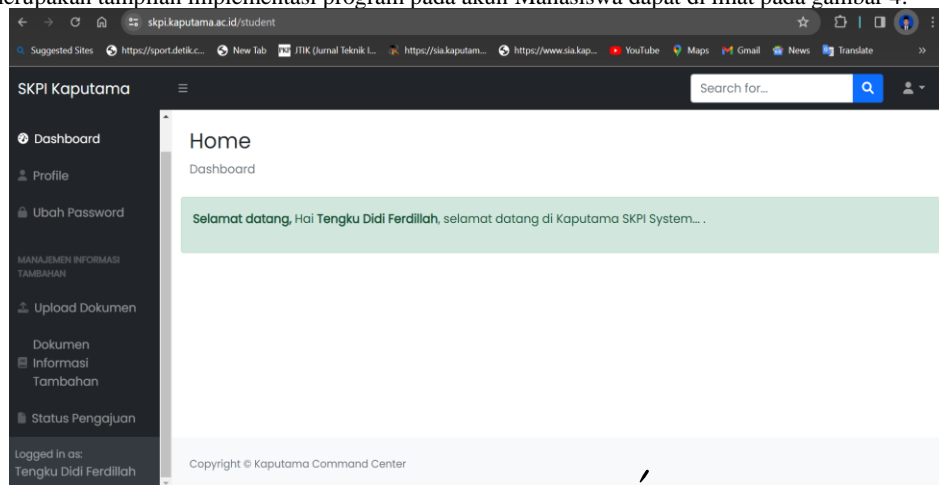 merupakan tampilan implementasi program pada akun Mahasiswa dapat di lihat pada gambar 4.
skpi.kaputama.ac.id/student
Suggested Sites https://sport.detik.c... New Tab JTIK (Jurnal Teknik I... https://sia.kaputam... https://www.sia.kap... YouTube Maps Gmail News Translate »
SKPI Kaputama
Search for...
Dashboard
Profile
Ubah Password
MANAJEMEN INFORMASI
TAMBAHAN
Upload Dokumen
Dokumen
Informasi
Tambahan
Status Pengajuan
Logged in as:
Tengku Didi Ferdillah
Home
Dashboard
Selamat datang, Hai Tengku Didi Ferdillah, selamat datang di Kaputama SKPI System... .
Copyright © Kaputama Command Center